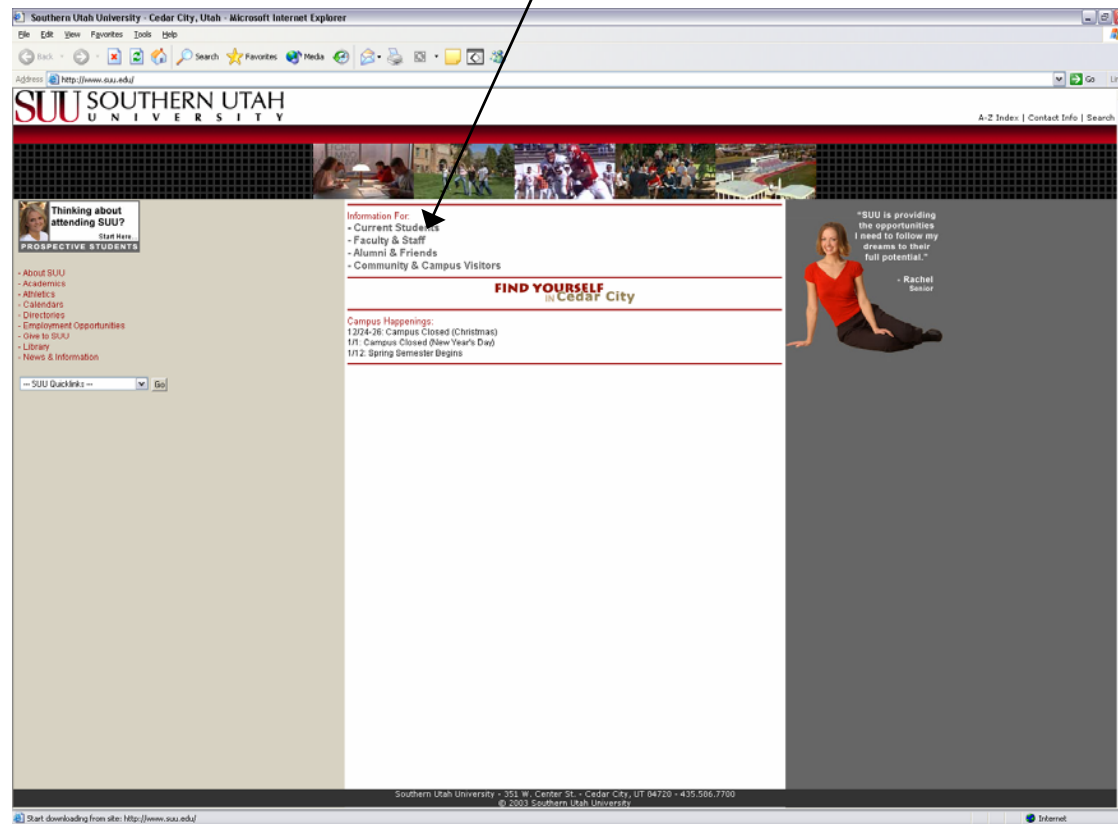 Southern Utah University - Cedar City, Utah - Microsoft Internet Explorer
File Edit View Favorites Tools Help
Back Search Favorites Media
Address http://www.suu.edu/ Go
SUU SOUTHERN UTAH
UNIVERSITY
A-Z Index | Contact Info | Search
Thinking about
attending SUU?
Start Here...
PROSPECTIVE STUDENTS
- About SUU
- Academics
- Athletics
- Calendars
- Directories
- Employment Opportunities
- Give to SUU
- Library
- News & Information
--- SUU Quicklinks --- Go
Information For:
- Current Students
- Faculty & Staff
- Alumni & Friends
- Community & Campus Visitors
FIND YOURSELF
IN Cedar City
Campus Happenings:
12/24-26: Campus Closed (Christmas)
1/1: Campus Closed (New Year's Day)
1/12: Spring Semester Begins
"SUU is providing
the opportunities
I need to follow my
dreams to their
full potential."
- Rachel
Senior
Southern Utah University - 351 W. Center St. - Cedar City, UT 84720 - 435.586.7700
© 2003 Southern Utah University
Start downloading from site: http://www.suu.edu/
Internet